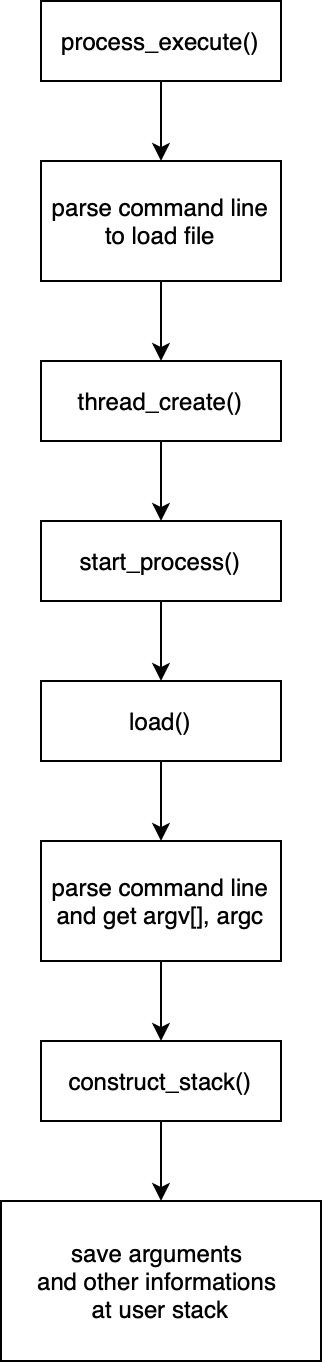 process_execute()
parse command line
to load file
thread_create()
start_process()
load()
parse command line
and get argv[], argc
construct_stack()
save arguments
and other informations
at user stack